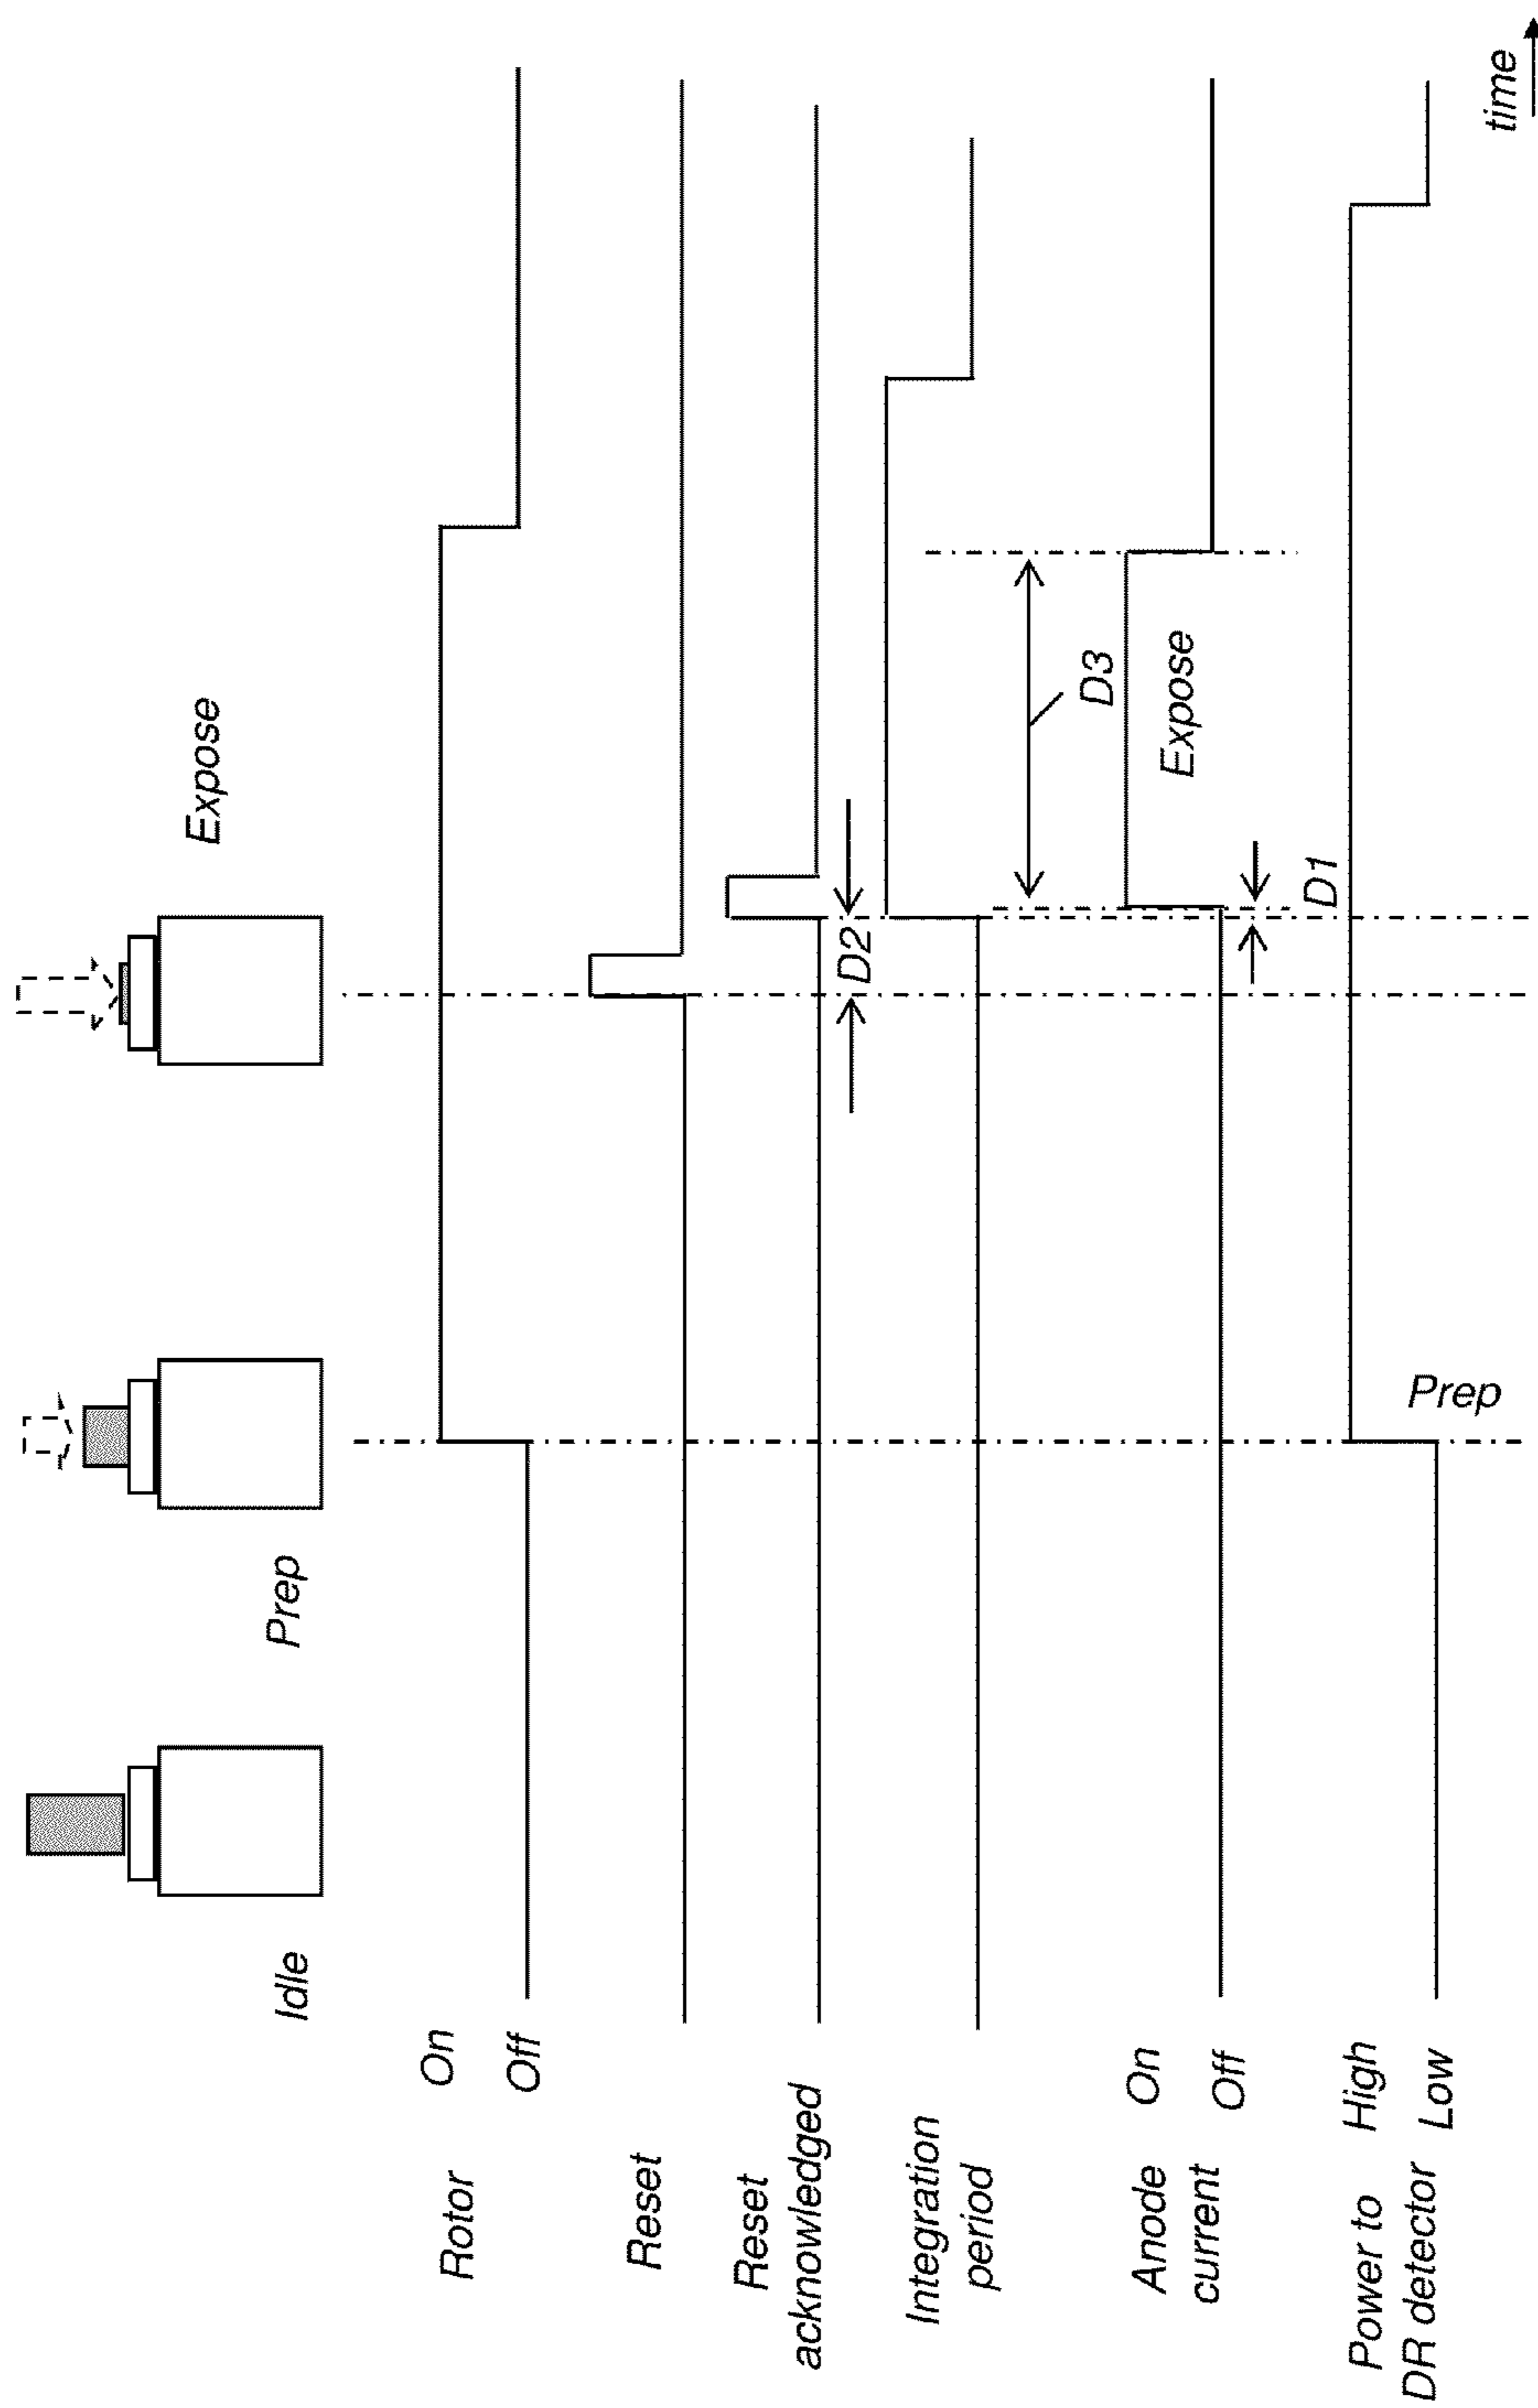 Idle
Prep
Expose
Rotor
On
Off
Reset
Reset
acknowledged
D2
Integration
period
D3
Anode
current
On
Off
Expose
D1
Power to
DR detector
High
Low
Prep
time